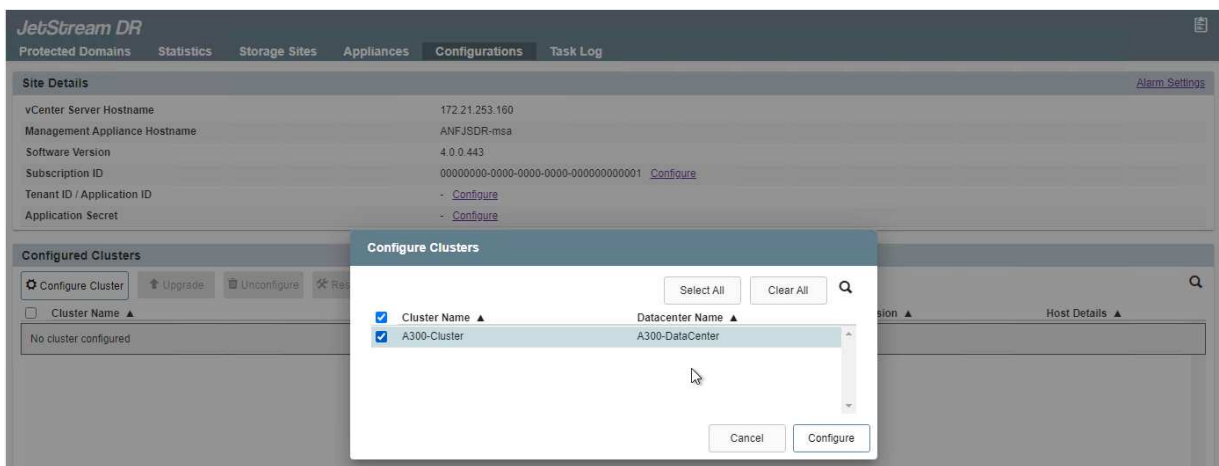 JetStream DR
Protected Domains Statistics Storage Sites Appliances Configurations Task Log
Site Details Alarm Settings
vCenter Server Hostname 172.21.253.160
Management Appliance Hostname ANFJSDR-msa
Software Version 4.0.0.443
Subscription ID 00000000-0000-0000-0000-000000000001 Configure
Tenant ID / Application ID - Configure
Application Secret - Configure
Configured Clusters
Configure Cluster Upgrade Unconfigure Res
Cluster Name ▲ sion ▲ Host Details ▲
No cluster configured
Configure Clusters
Select All Clear All
Cluster Name ▲ Datacenter Name ▲
A300-Cluster A300-DataCenter
Cancel Configure